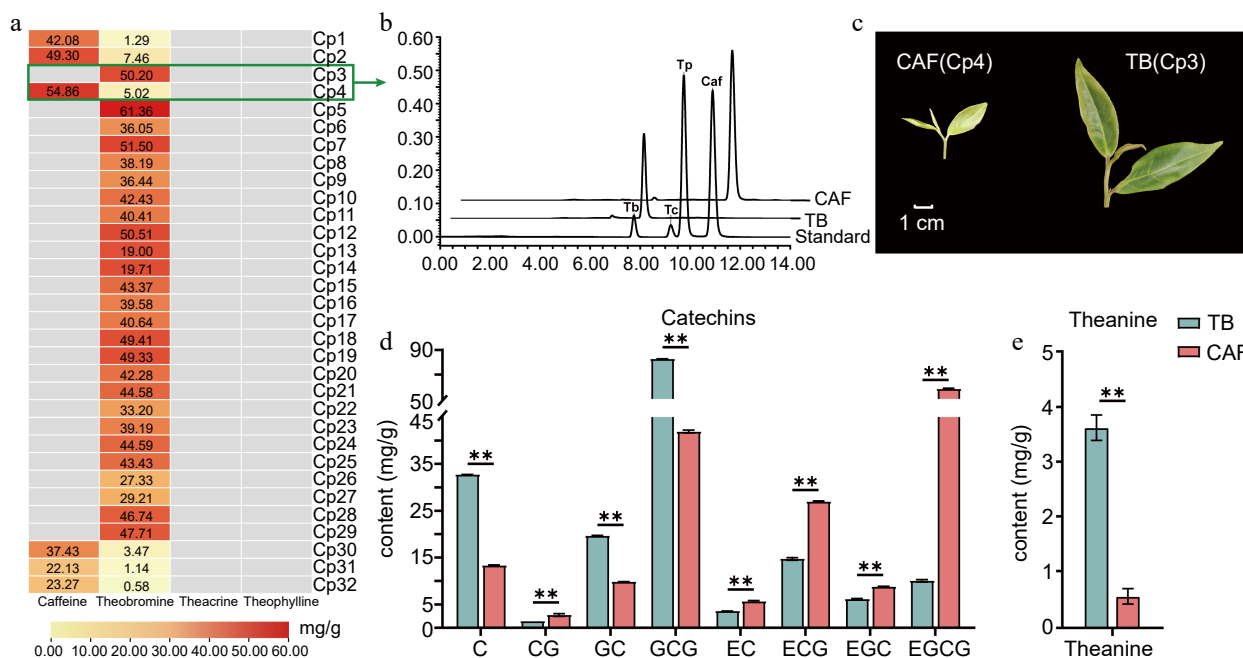 a
42.08 1.29 Cp1
49.30 7.46 Cp2
50.20 Cp3
54.86 5.02 Cp4
61.36 Cp5
36.05 Cp6
51.50 Cp7
38.19 Cp8
36.44 Cp9
42.43 Cp10
40.41 Cp11
50.51 Cp12
19.00 Cp13
19.71 Cp14
43.37 Cp15
39.58 Cp16
40.64 Cp17
49.41 Cp18
49.33 Cp19
42.28 Cp20
44.58 Cp21
33.20 Cp22
39.19 Cp23
44.59 Cp24
43.43 Cp25
27.33 Cp26
29.21 Cp27
46.74 Cp28
47.71 Cp29
37.43 3.47 Cp30
22.13 1.14 Cp31
23.27 0.58 Cp32
Caffeine Theobromine Theacrine Theophylline
mg/g
0.00 10.00 20.00 30.00 40.00 50.00 60.00
b
0.60
0.50
0.40
0.30
0.20
0.10
0.00
Tb Tc Tp Caf
CAF
TB
Standard
0.00 2.00 4.00 6.00 8.00 10.00 12.00 14.00
c
CAF(Cp4) TB(Cp3)
1 cm
d
Catechins
content (mg/g)
90
50
45
35
25
15
5
0
** ** ** ** ** ** ** **
C CG GC GCG EC ECG EGC EGCG
e
Theanine
TB
CAF
content (mg/g)
5
4
3
2
1
0
**
Theanine